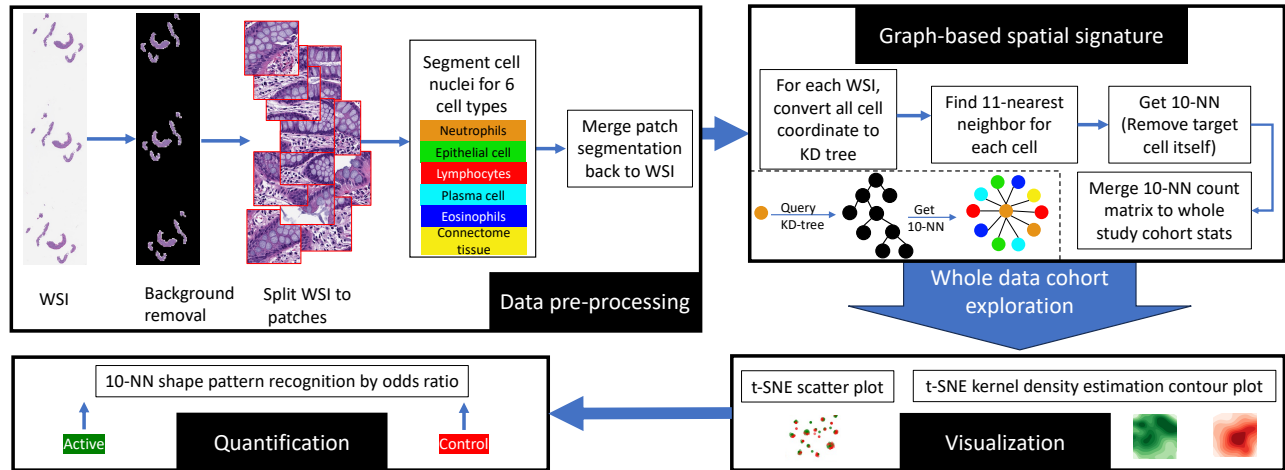 WSI
Background
removal
Split WSI to
patches
Segment cell
nuclei for 6
cell types
Neutrophils
Epithelial cell
Lymphocytes
Plasma cell
Eosinophils
Connectome
tissue
Merge patch
segmentation
back to WSI
Data pre-processing
Graph-based spatial signature
For each WSI,
convert all cell
coordinate to
KD tree
Find 11-nearest
neighbor for
each cell
Get 10-NN
(Remove target
cell itself)
Merge 10-NN count
matrix to whole
study cohort stats
Query
KD-tree
Get
10-NN
Whole data cohort
exploration
t-SNE scatter plot
t-SNE kernel density estimation contour plot
Visualization
10-NN shape pattern recognition by odds ratio
Active
Quantification
Control